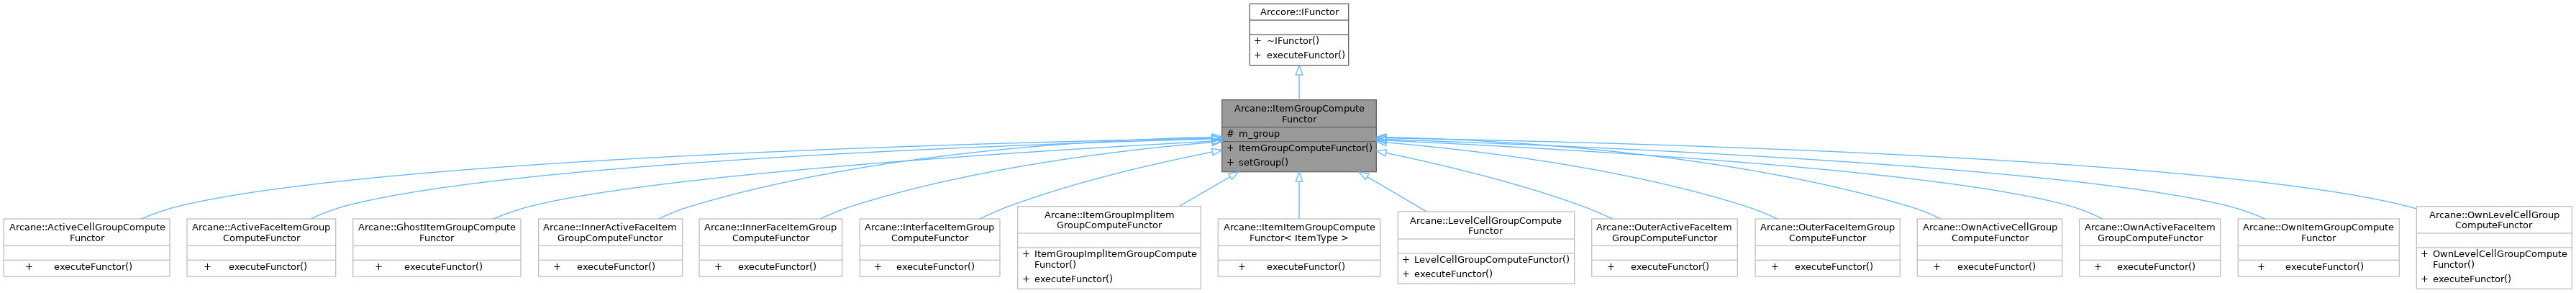 Arccore::IFunctor
+ ~IFunctor()
+ executeFunctor()
Arcane::ItemGroupCompute
Functor
# m_group
+ ItemGroupComputeFunctor()
+ setGroup()
Arcane::ActiveCellGroupCompute
Functor
+ executeFunctor()
Arcane::ActiveFaceItemGroup
ComputeFunctor
+ executeFunctor()
Arcane::GhostItemGroupCompute
Functor
+ executeFunctor()
Arcane::InnerActiveFaceItem
GroupComputeFunctor
+ executeFunctor()
Arcane::InnerFaceItemGroup
ComputeFunctor
+ executeFunctor()
Arcane::InterfaceItemGroup
ComputeFunctor
+ executeFunctor()
Arcane::ItemGroupImplItem
GroupComputeFunctor
+ ItemGroupImplItemGroupCompute
Functor()
+ executeFunctor()
Arcane::ItemItemGroupCompute
Functor< ItemType >
+ executeFunctor()
Arcane::LevelCellGroupCompute
Functor
+ LevelCellGroupComputeFunctor()
+ executeFunctor()
Arcane::OuterActiveFaceItem
GroupComputeFunctor
+ executeFunctor()
Arcane::OuterFaceItemGroup
ComputeFunctor
+ executeFunctor()
Arcane::OwnActiveCellGroup
ComputeFunctor
+ executeFunctor()
Arcane::OwnActiveFaceItem
GroupComputeFunctor
+ executeFunctor()
Arcane::OwnItemGroupCompute
Functor
+ executeFunctor()
Arcane::OwnLevelCellGroup
ComputeFunctor
+ OwnLevelCellGroupCompute
Functor()
+ executeFunctor()